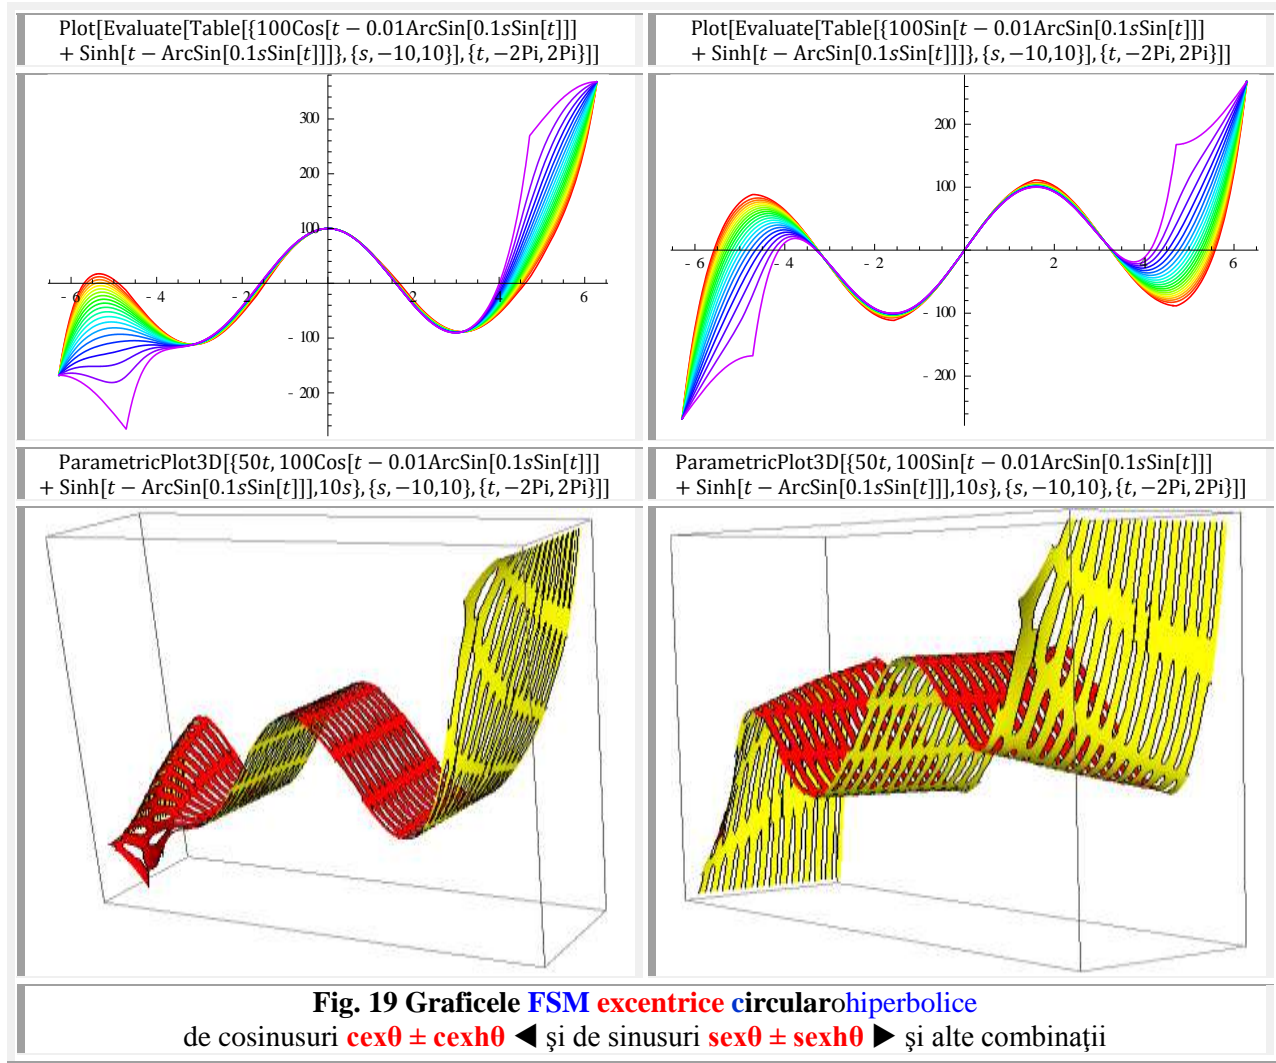 Plot[Evaluate[Table[{100Cos[t − 0.01ArcSin[0.1sSin[t]]]
+ Sinh[t − ArcSin[0.1sSin[t]]]},{s,−10,10}],{t,−2Pi,2Pi}]]
Plot[Evaluate[Table[{100Sin[t − 0.01ArcSin[0.1sSin[t]]]
+ Sinh[t − ArcSin[0.1sSin[t]]]},{s,−10,10}],{t,−2Pi,2Pi}]]
300
200
100
- 6
- 4
- 2
2
4
6
- 100
- 200
200
100
- 6
- 4
- 2
2
4
6
- 100
- 200
ParametricPlot3D[{50t,100Cos[t − 0.01ArcSin[0.1sSin[t]]]
+ Sinh[t − ArcSin[0.1sSin[t]]],10s},{s,−10,10},{t,−2Pi,2Pi}]]
ParametricPlot3D[{50t,100Sin[t − 0.01ArcSin[0.1sSin[t]]]
+ Sinh[t − ArcSin[0.1sSin[t]]],10s},{s,−10,10},{t,−2Pi,2Pi}]]
Fig. 19 Graficele FSM excentrice circularohiperbolice
de cosinusuri cexθ ± cexhθ ◄ şi de sinusuri sexθ ± sexhθ ► şi alte combinaţii